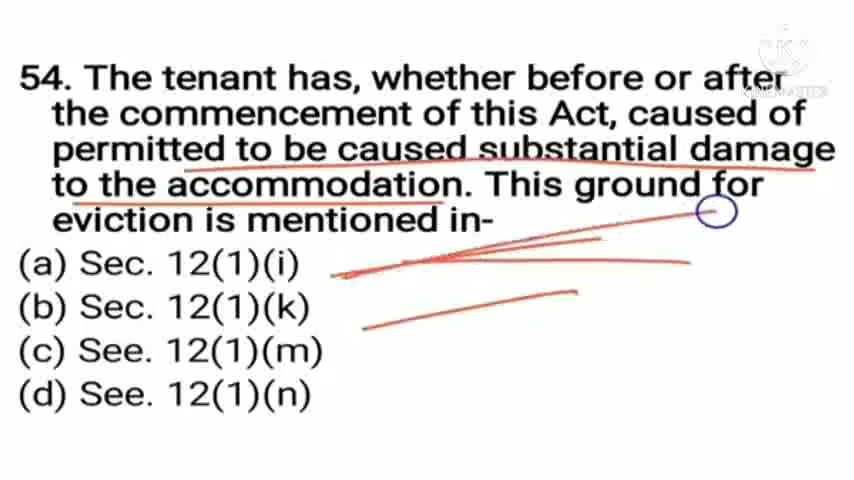 54. The tenant has, whether before or after
the commencement of this Act, caused of
permitted to be caused substantial damage
to the accommodation. This ground for
eviction is mentioned in-
(a) Sec. 12(1)(i)
(b) Sec. 12(1)(k)
(c) See. 12(1)(m)
(d) See. 12(1)(n)